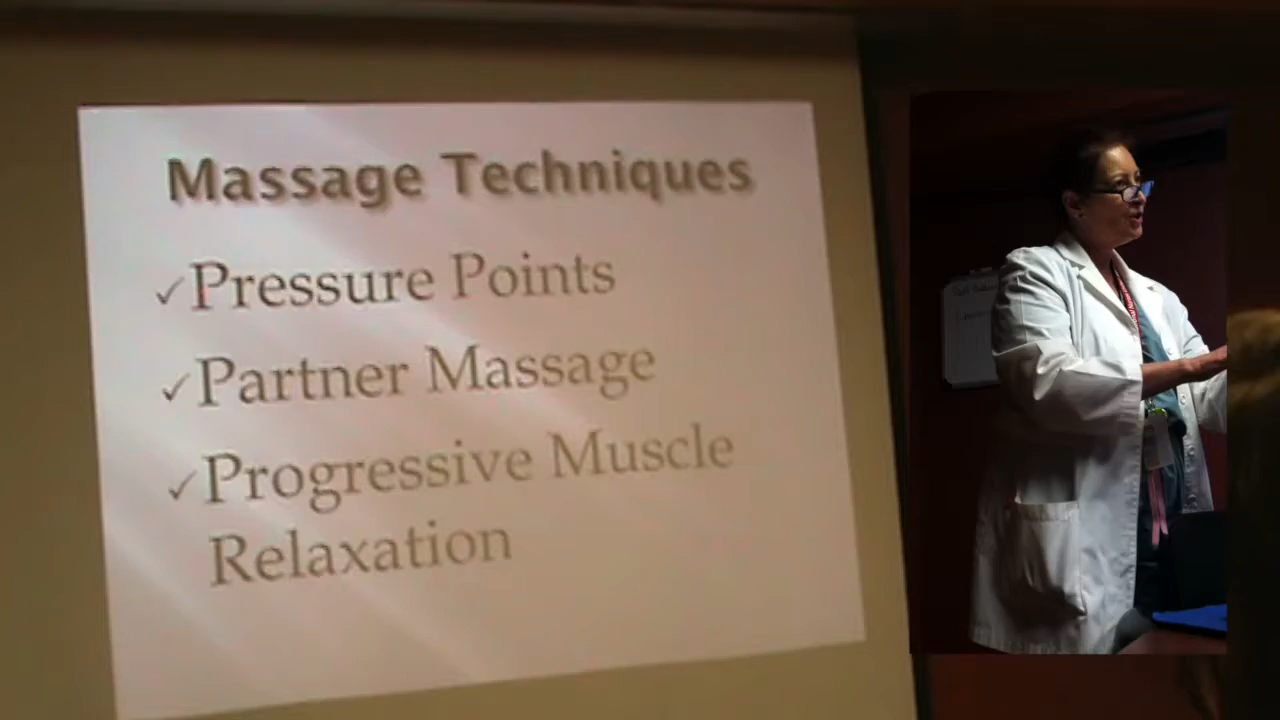 Massage Techniques
✓Pressure Points
✓Partner Massage
✓Progressive Muscle
Relaxation